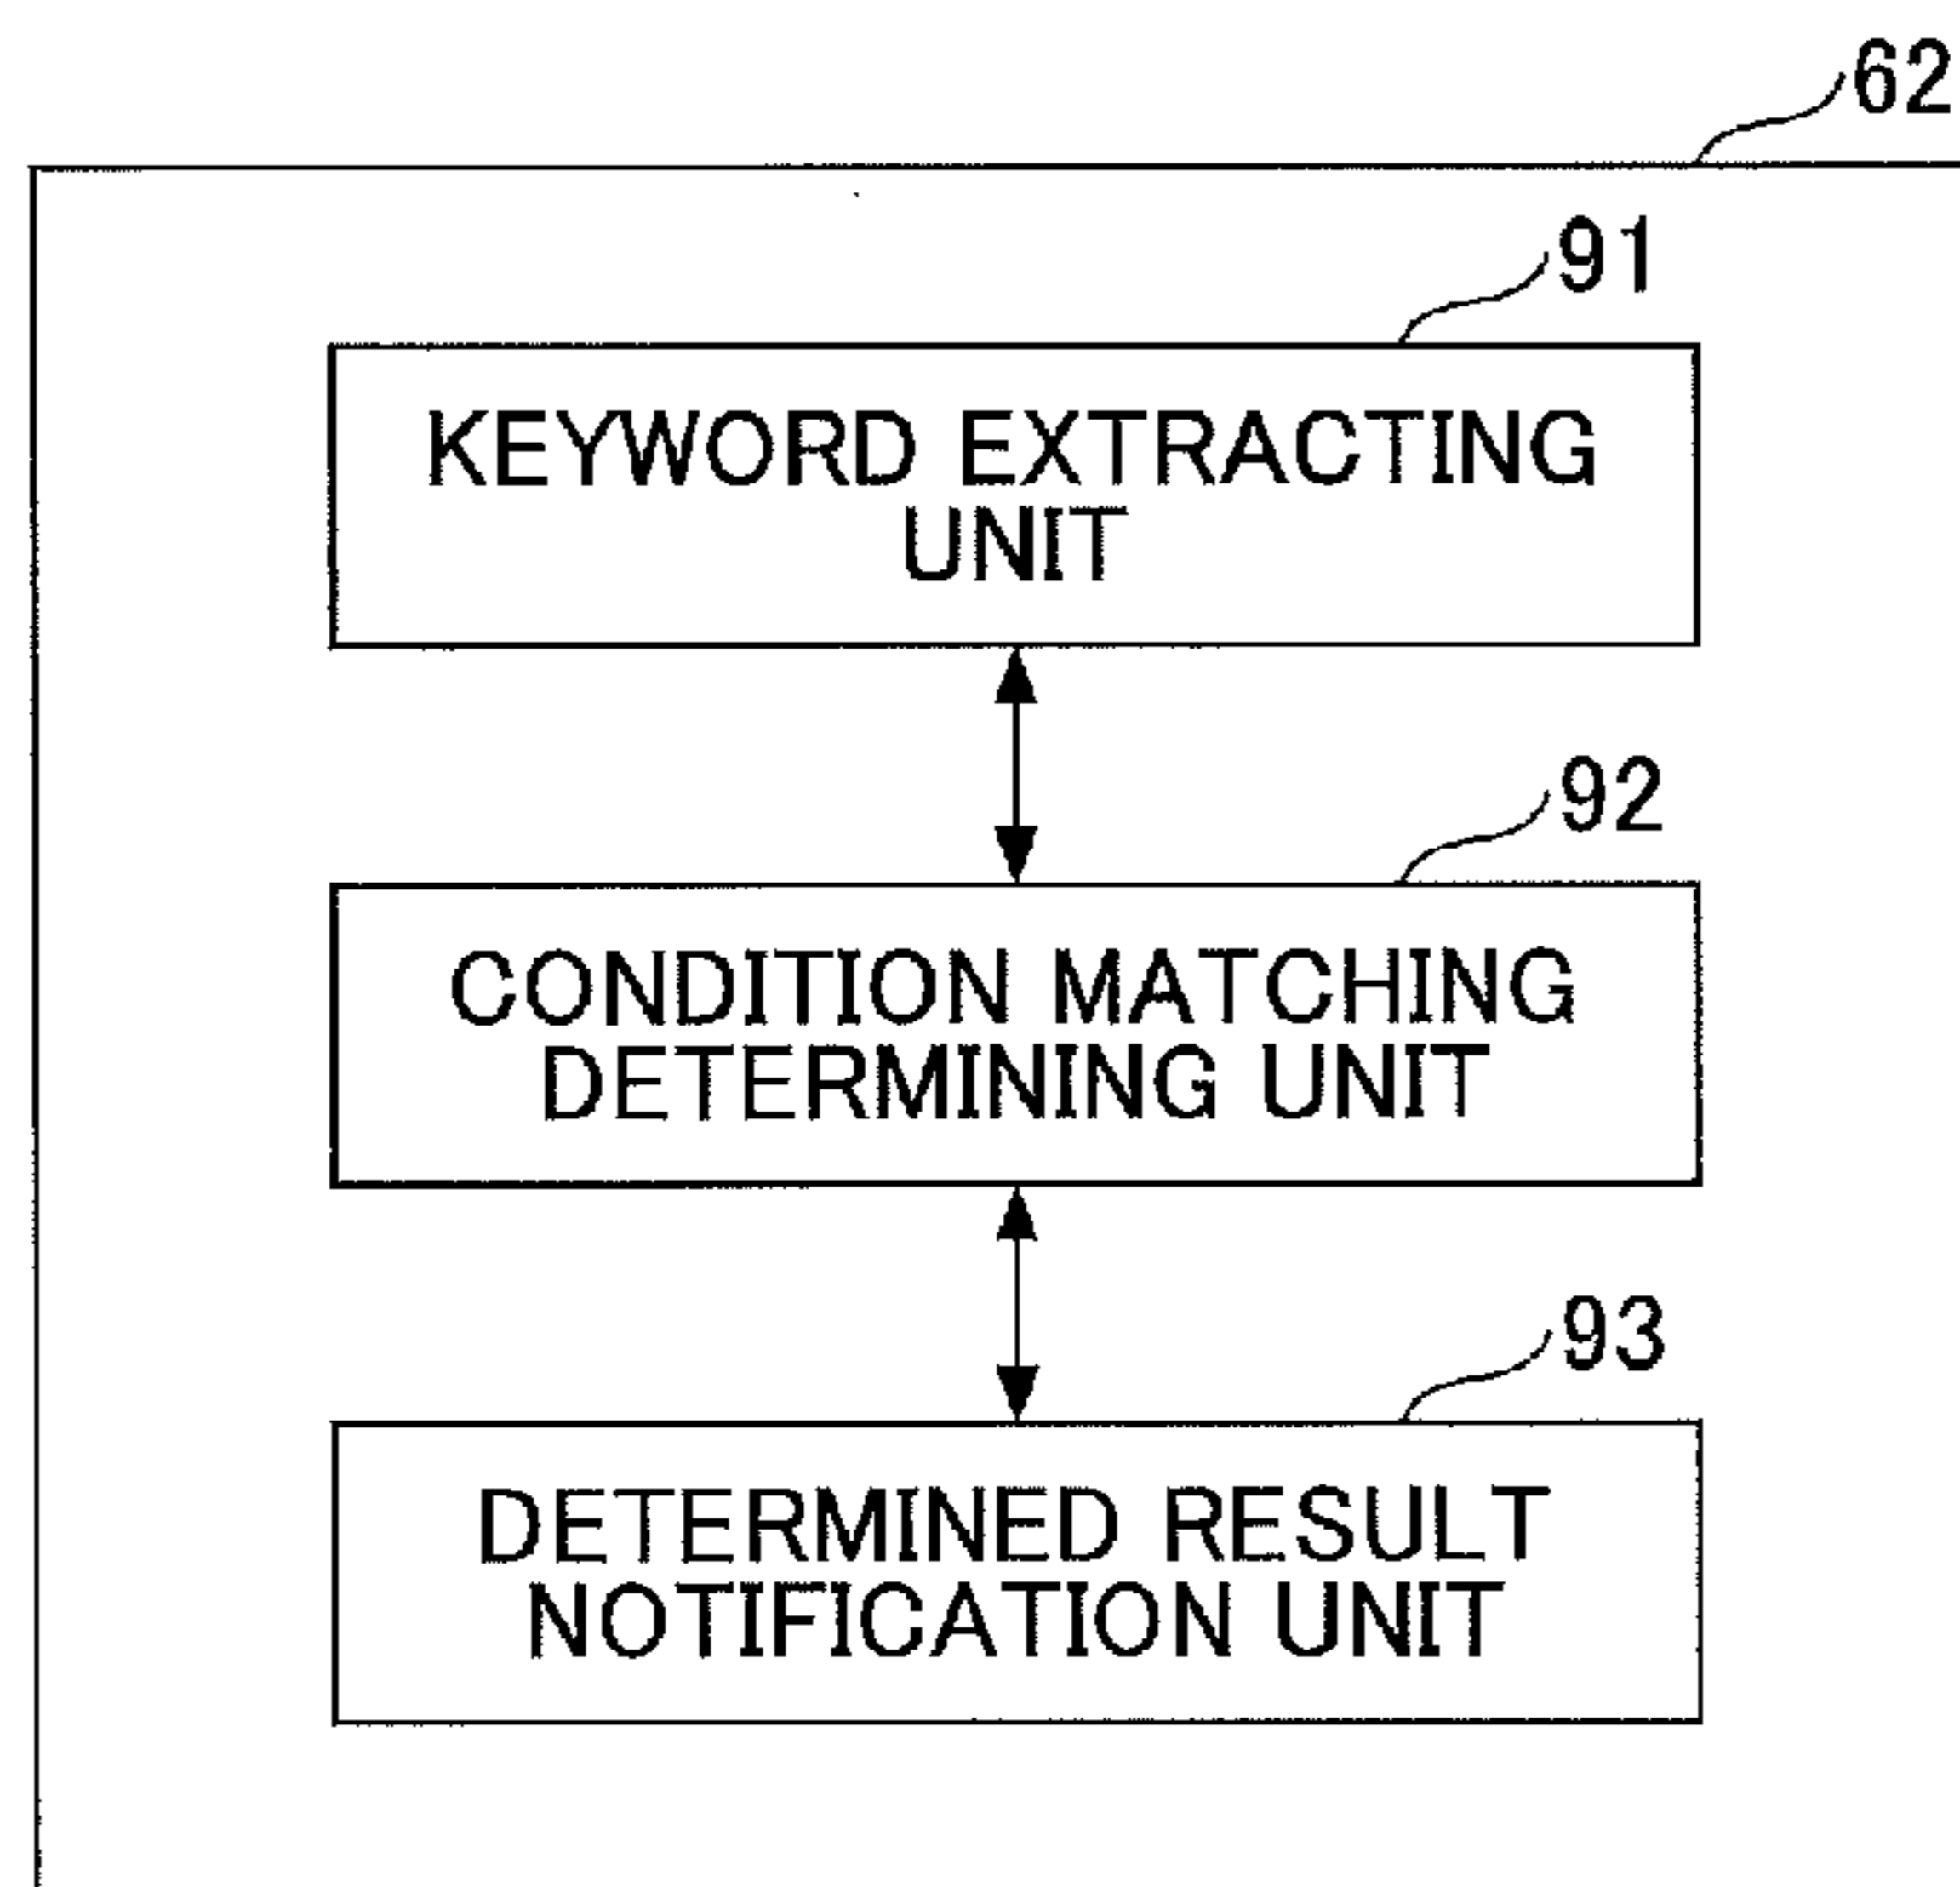 62
91
KEYWORD EXTRACTING
UNIT
92
CONDITION MATCHING
DETERMINING UNIT
93
DETERMINED RESULT
NOTIFICATION UNIT